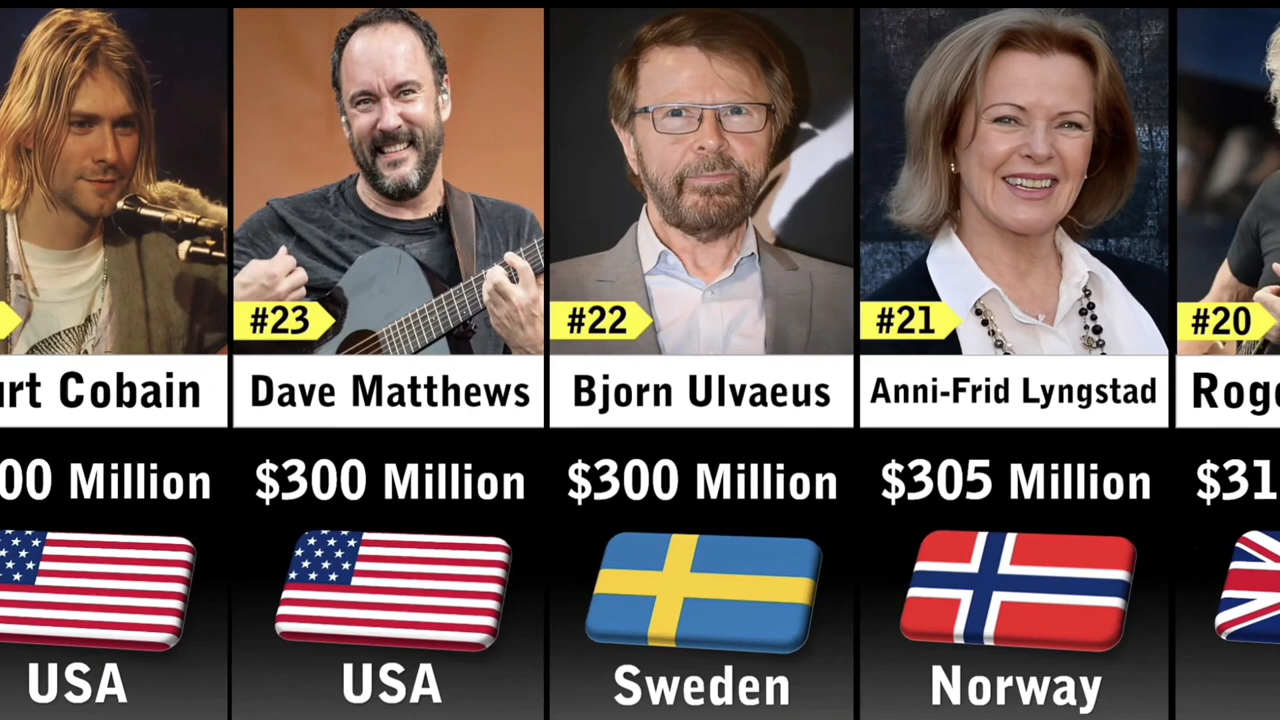 #23
#22
#21
#20
urt Cobain
Dave Matthews
Bjorn Ulvaeus
Anni-Frid Lyngstad
Rog
00 Million
$300 Million
$300 Million
$305 Million
$31
USA
USA
Sweden
Norway